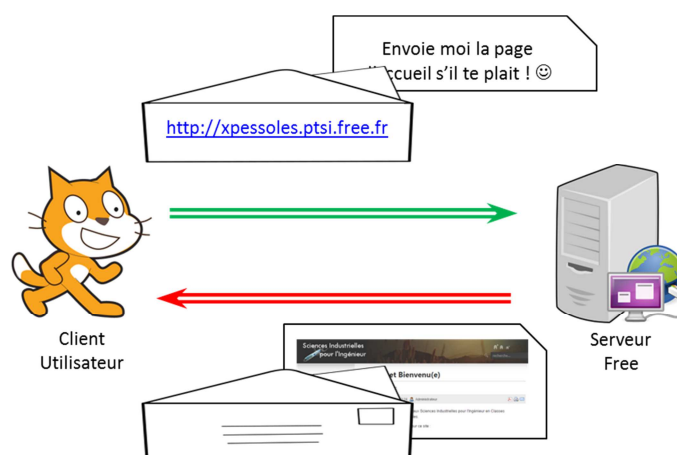 Envoie moi la page
d'accueil s'il te plait ! ☺
http://xpessoles.ptsi.free.fr
Client
Utilisateur
Serveur
Free
Sciences Industrielles
pour l'Ingénieur
et Bienvenu(e)